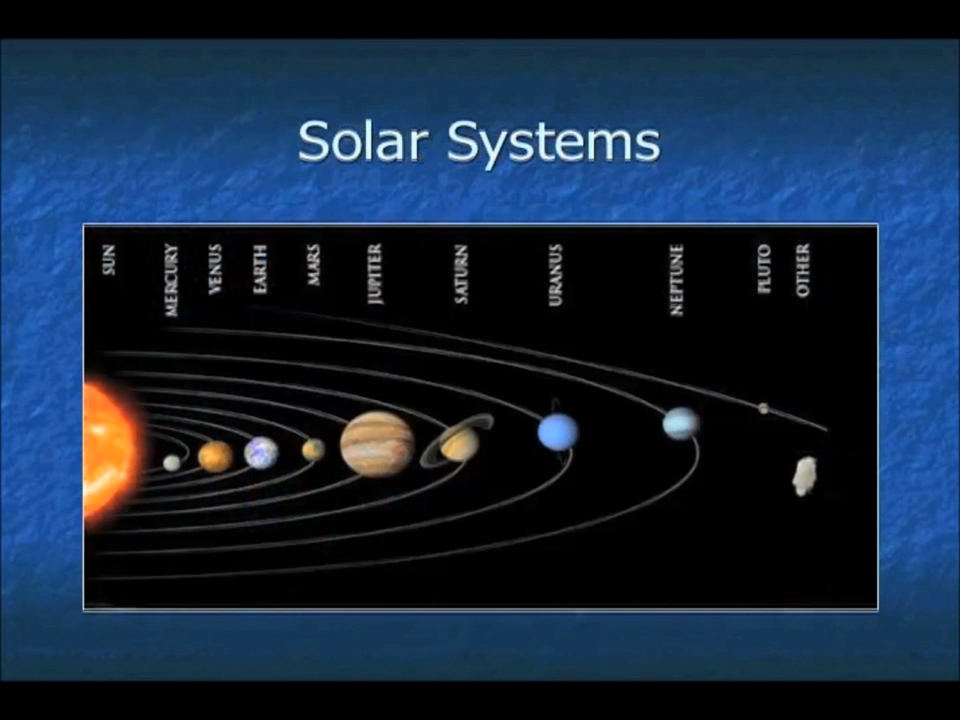 Solar Systems
SUN
MERCURY
VENUS
EARTH
MARS
JUPITER
SATURN
URANUS
NEPTUNE
PLUTO
OTHER